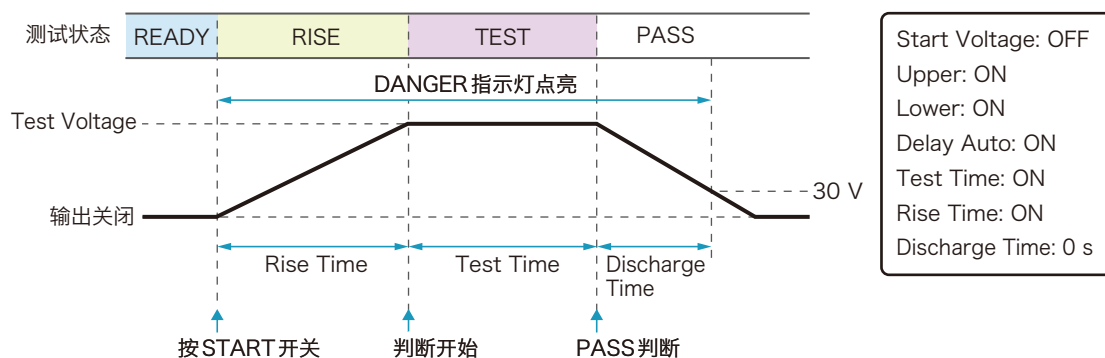 测试状态 READY RISE TEST PASS
DANGER 指示灯点亮
Test Voltage
30 V
输出关闭
Rise Time Test Time Discharge
Time
按START开关 判断开始 PASS判断
Start Voltage: OFF
Upper: ON
Lower: ON
Delay Auto: ON
Test Time: ON
Rise Time: ON
Discharge Time: 0 s